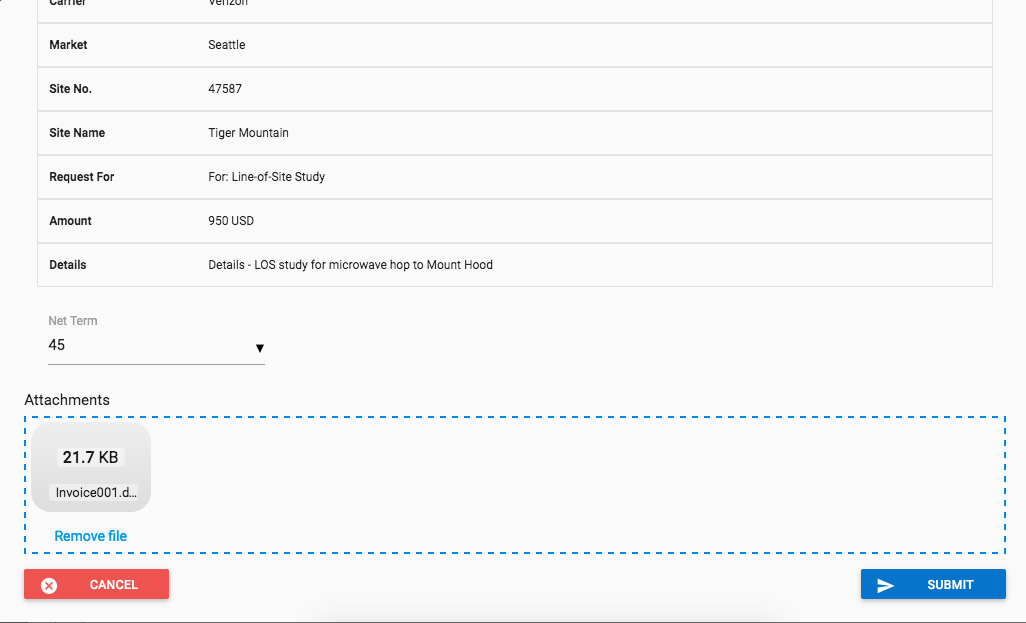 Carrier Verizon
Market Seattle
Site No. 47587
Site Name Tiger Mountain
Request For For: Line-of-Site Study
Amount 950 USD
Details Details - LOS study for microwave hop to Mount Hood
Net Term
45
Attachments
21.7 KB
Invoice001.d...
Remove file
CANCEL SUBMIT